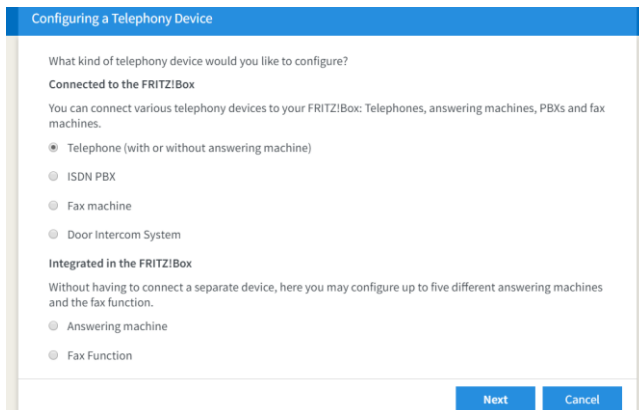 Configuring a Telephony Device
What kind of telephony device would you like to configure?
Connected to the FRITZ!Box
You can connect various telephony devices to your FRITZ!Box: Telephones, answering machines, PBXs and fax
machines.
Telephone (with or without answering machine)
ISDN PBX
Fax machine
Door Intercom System
Integrated in the FRITZ!Box
Without having to connect a separate device, here you may configure up to five different answering machines
and the fax function.
Answering machine
Fax Function
Next Cancel